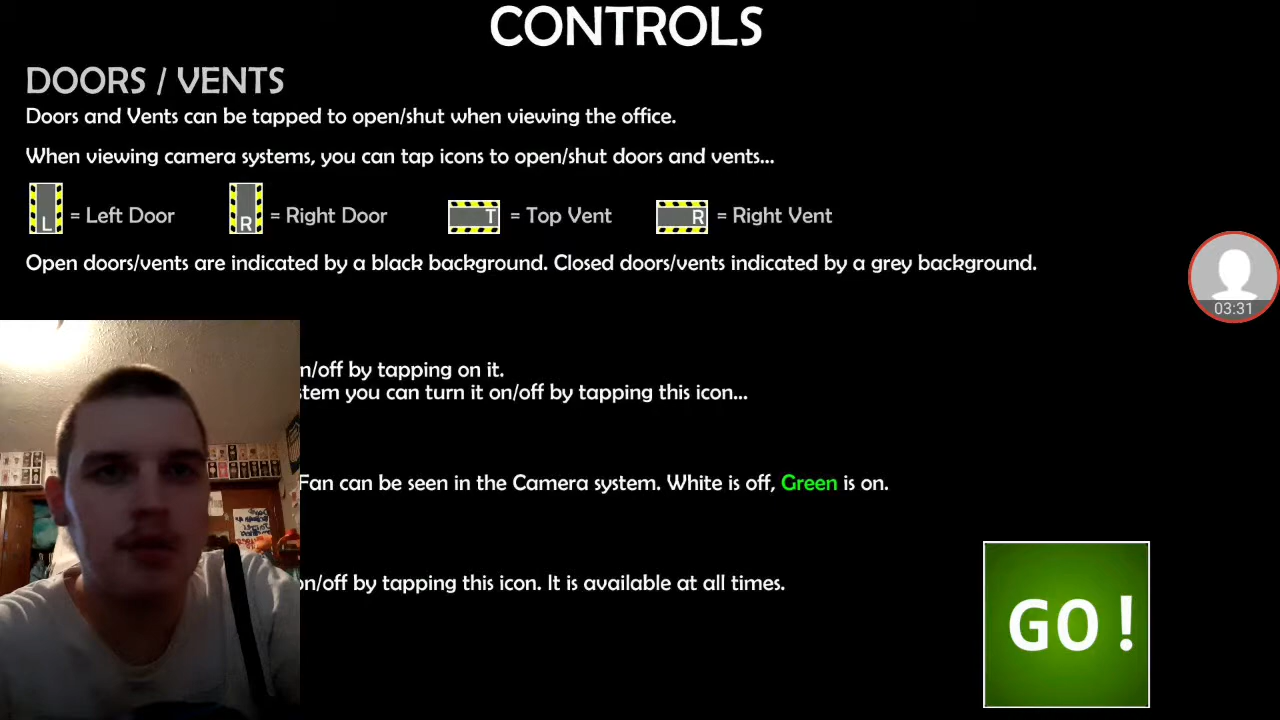 CONTROLS
DOORS / VENTS
Doors and Vents can be tapped to open/shut when viewing the office.
When viewing camera systems, you can tap icons to open/shut doors and vents...
L = Left Door R = Right Door T = Top Vent R = Right Vent
Open doors/vents are indicated by a black background. Closed doors/vents indicated by a grey background.
03:31
n/off by tapping on it.
stem you can turn it on/off by tapping this icon...
Fan can be seen in the Camera system. White is off, Green is on.
on/off by tapping this icon. It is available at all times.
GO!